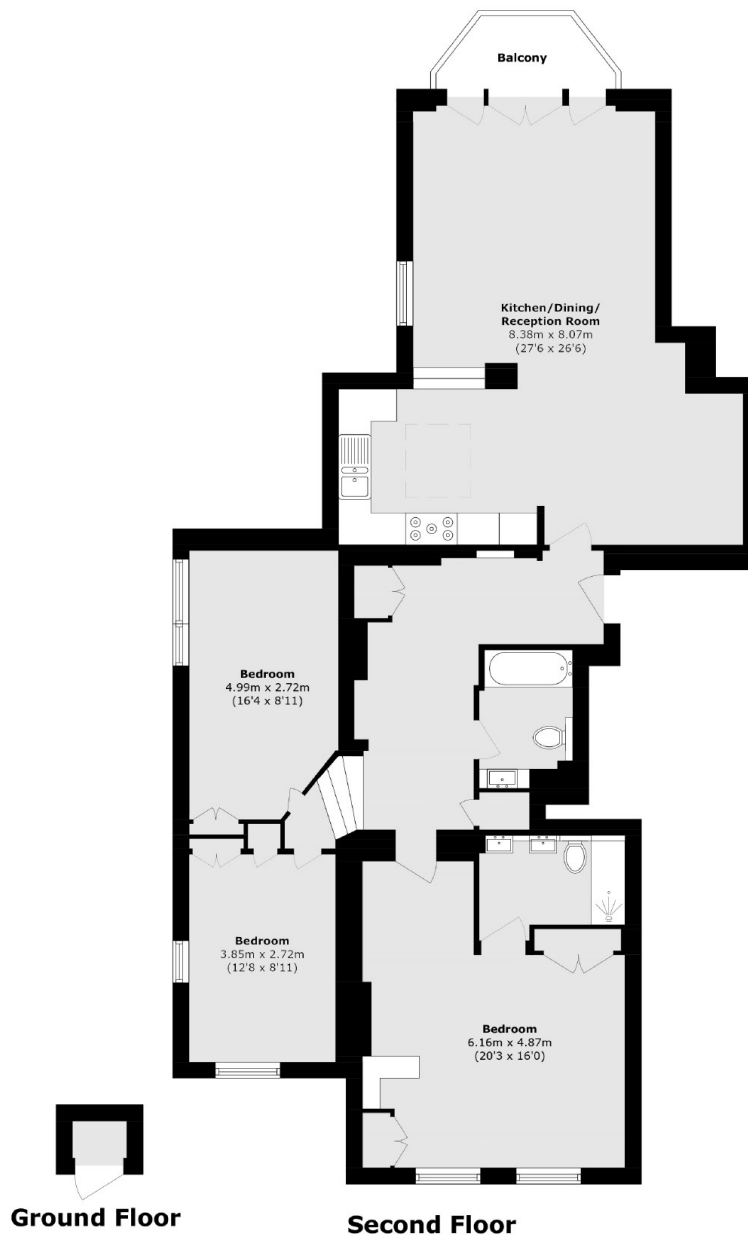 Balcony
Kitchen/Dining/
Reception Room
8.38m x 8.07m
(27'6 x 26'6)
Bedroom
4.99m x 2.72m
(16'4 x 8'11)
Bedroom
3.85m x 2.72m
(12'8 x 8'11)
Bedroom
6.16m x 4.87m
(20'3 x 16'0)
Ground Floor
Second Floor